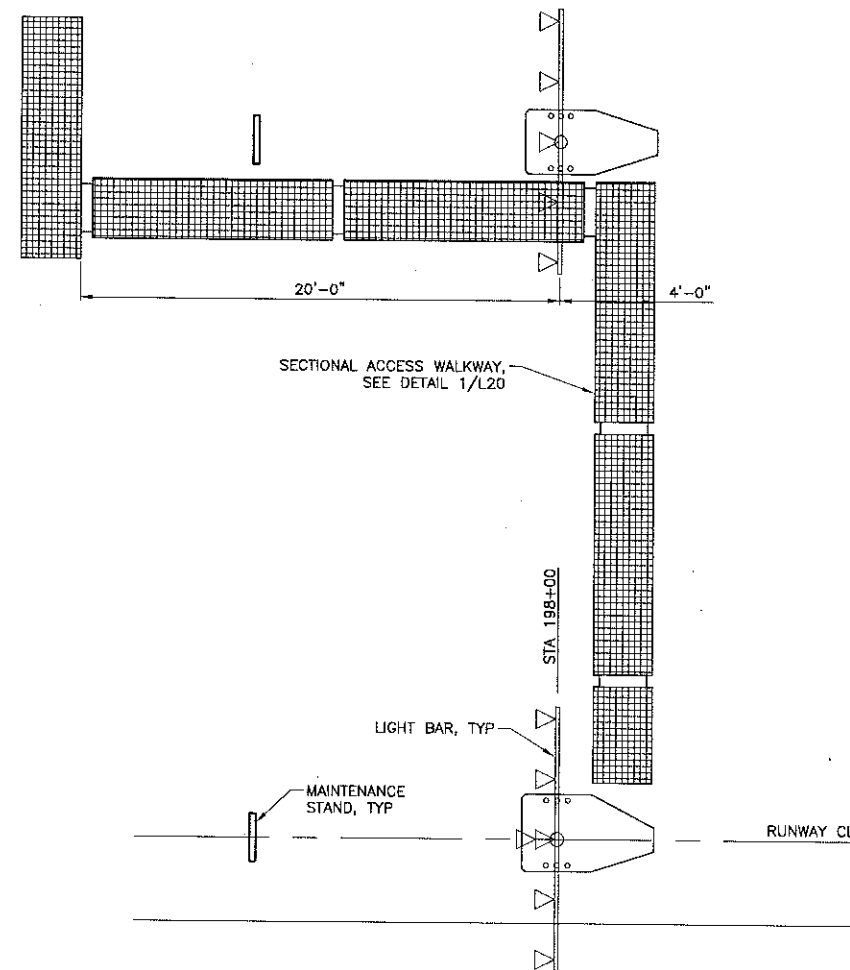 20'-0"
4'-0"
SECTIONAL ACCESS WALKWAY,
SEE DETAIL 1/L20
STA 198+00
LIGHT BAR, TYP
MAINTENANCE
STAND, TYP
RUNWAY CL